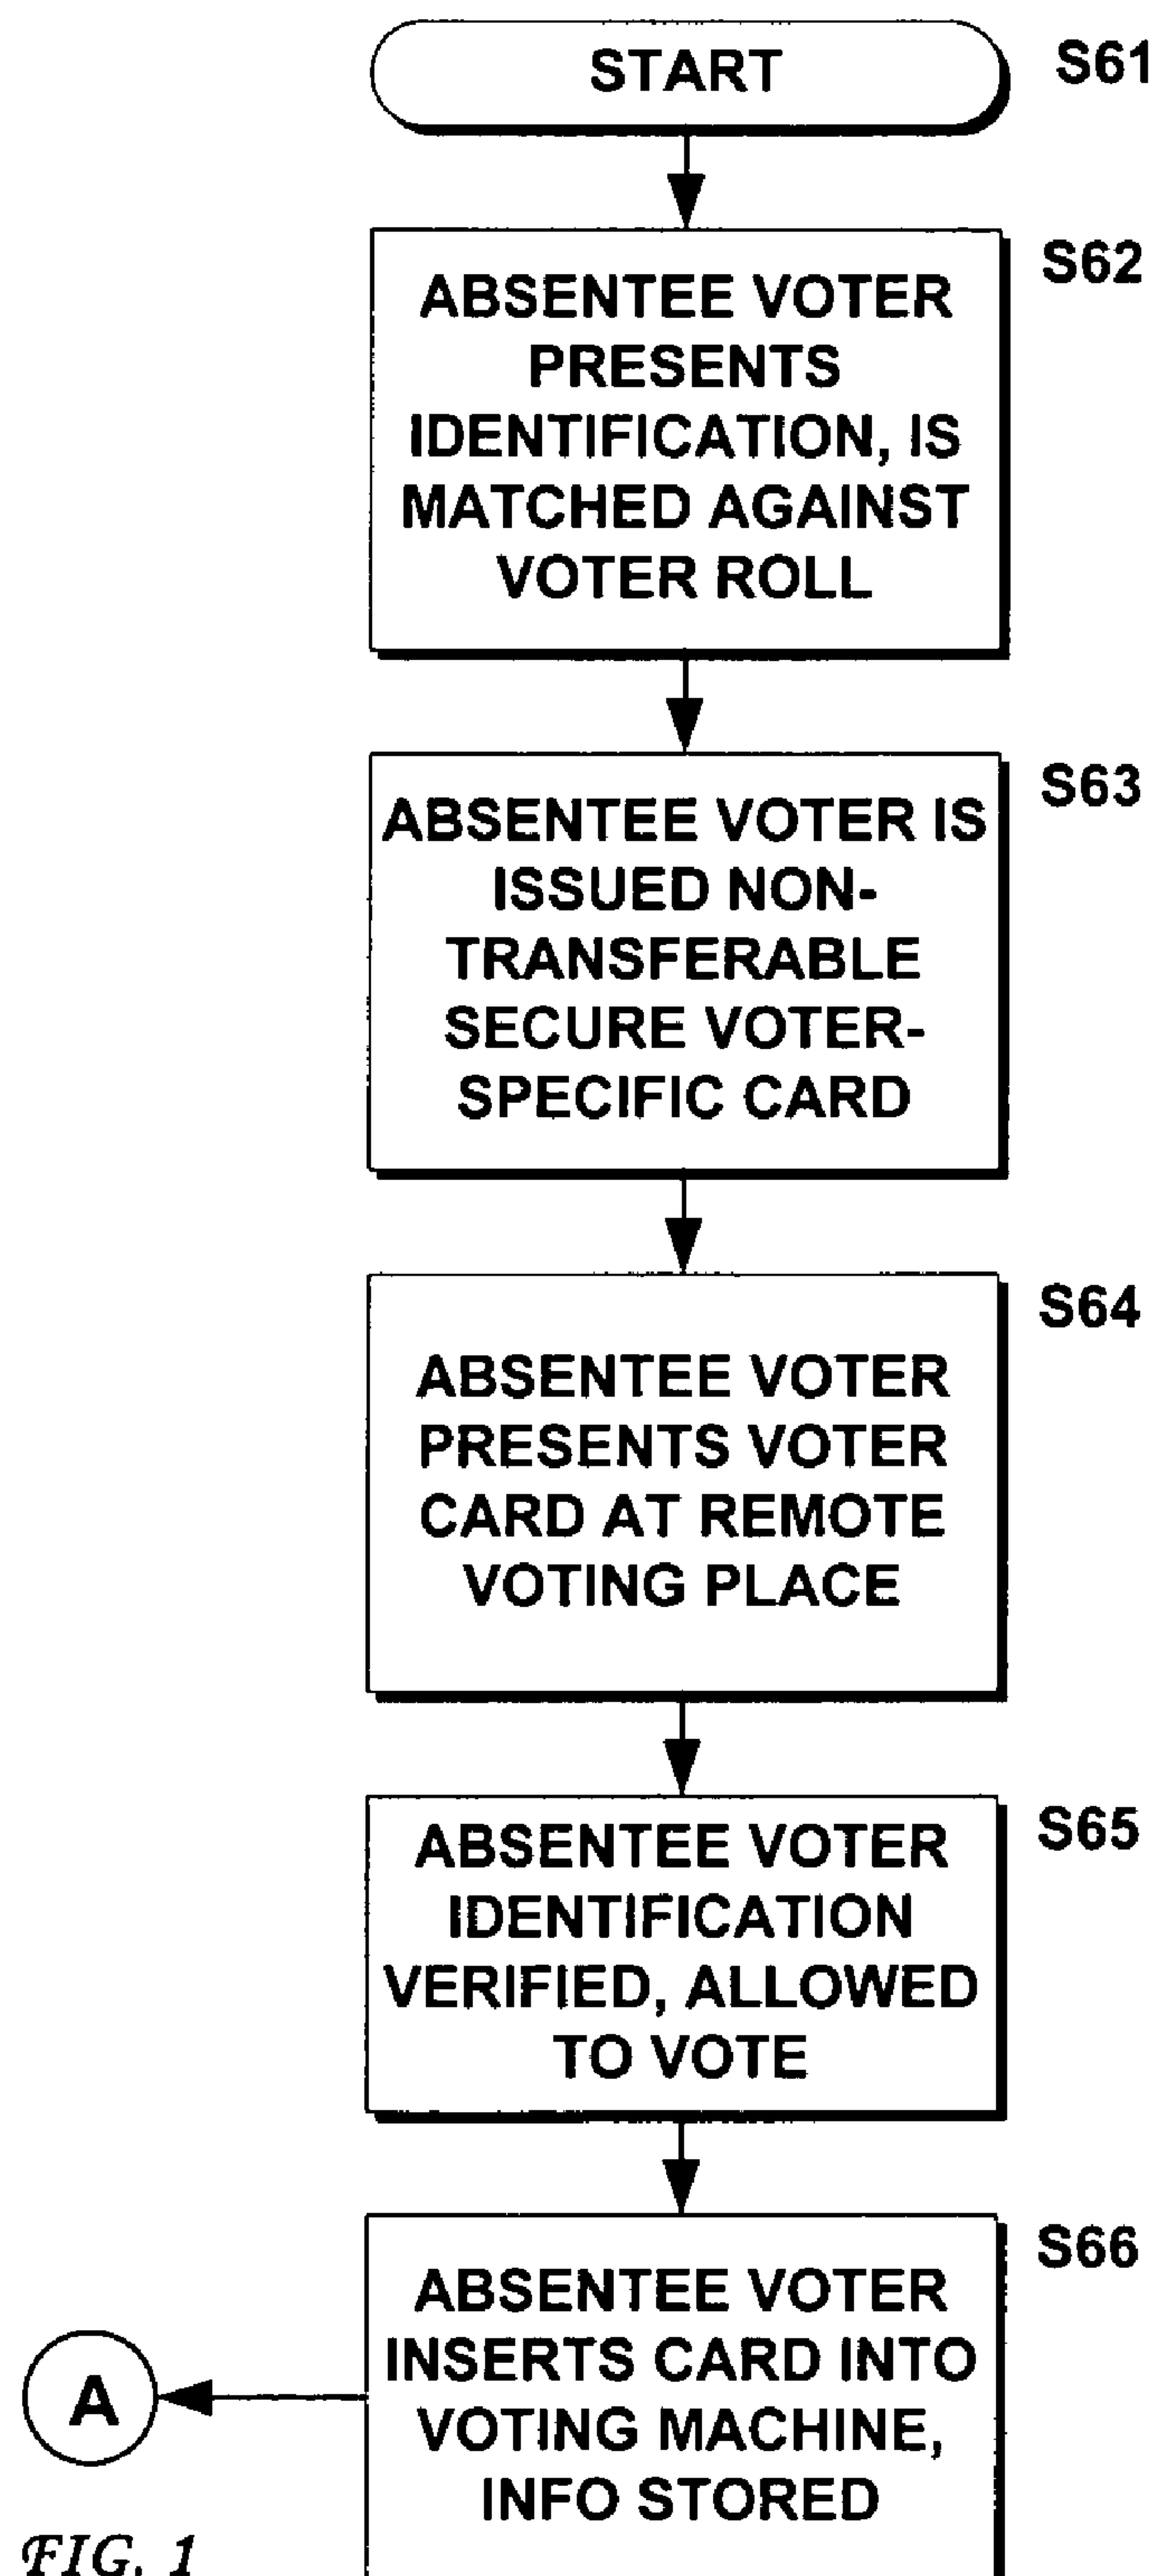 START
S61
ABSENTEE VOTER
PRESENTS
IDENTIFICATION, IS
MATCHED AGAINST
VOTER ROLL
S62
ABSENTEE VOTER IS
ISSUED NON-
TRANSFERABLE
SECURE VOTER-
SPECIFIC CARD
S63
ABSENTEE VOTER
PRESENTS VOTER
CARD AT REMOTE
VOTING PLACE
S64
ABSENTEE VOTER
IDENTIFICATION
VERIFIED, ALLOWED
TO VOTE
S65
ABSENTEE VOTER
INSERTS CARD INTO
VOTING MACHINE,
INFO STORED
S66
A
FIG. 1